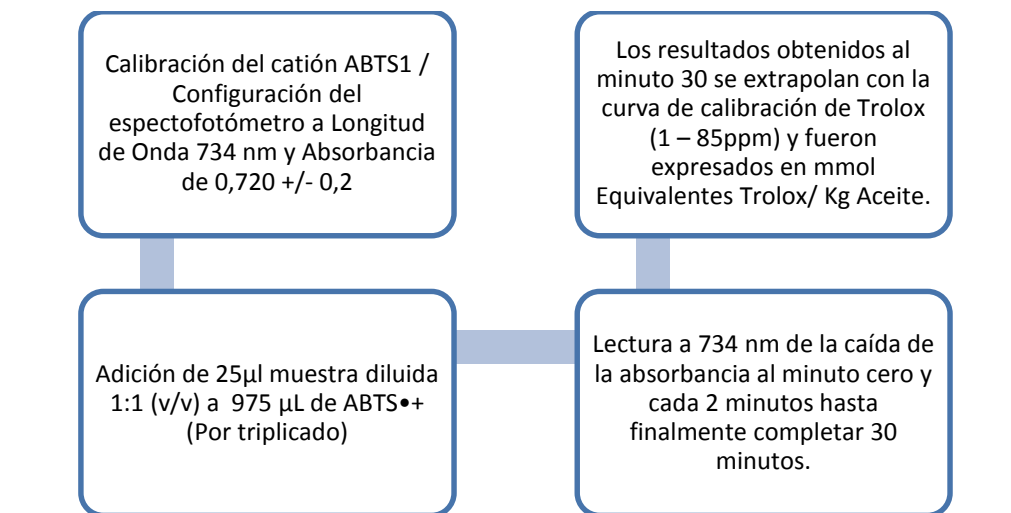 Calibración del catión ABTS1 /
Configuración del
espectofotómetro a Longitud
de Onda 734 nm y Absorbancia
de 0,720 +/- 0,2
Adición de 25µl muestra diluida
1:1 (v/v) a 975 µL de ABTS•+
(Por triplicado)
Lectura a 734 nm de la caída de
la absorbancia al minuto cero y
cada 2 minutos hasta
finalmente completar 30
minutos.
Los resultados obtenidos al
minuto 30 se extrapolan con la
curva de calibración de Trolox
(1 – 85ppm) y fueron
expresados en mmol
Equivalentes Trolox/ Kg Aceite.